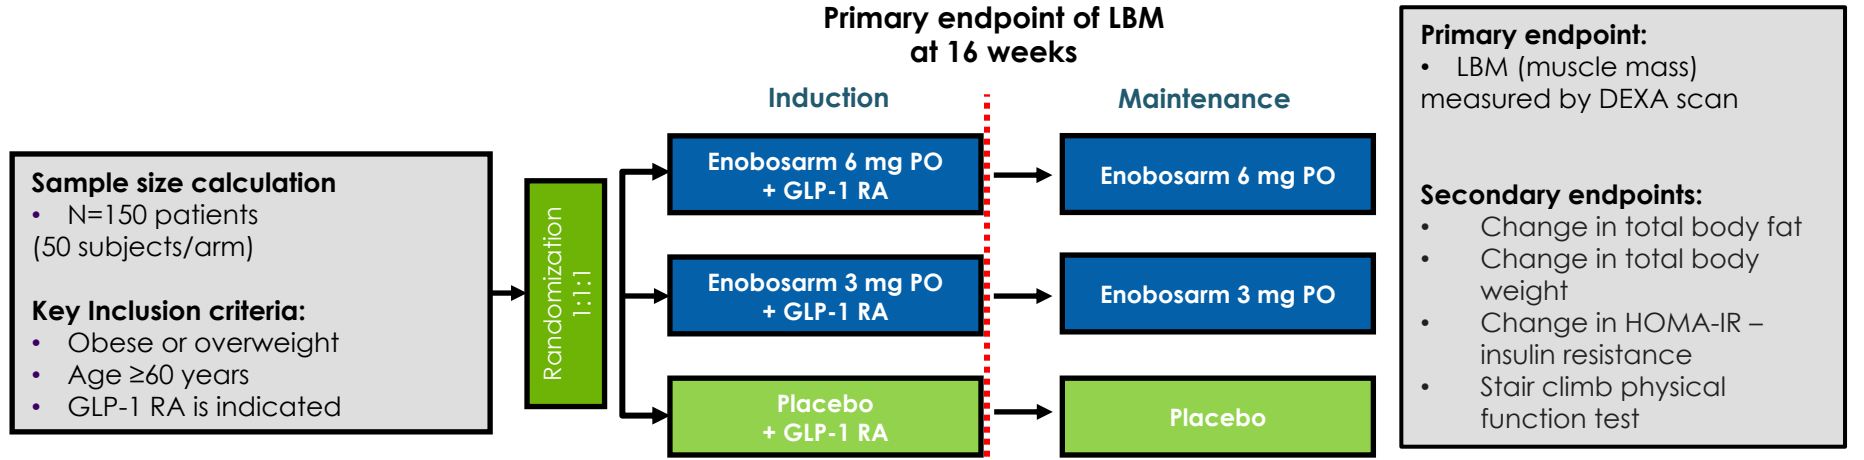 Primary endpoint of LBM
at 16 weeks
Sample size calculation
• N=150 patients
(50 subjects/arm)
Key Inclusion criteria:
• Obese or overweight
• Age ≥60 years
• GLP-1 RA is indicated
Randomization
1:1:1
Induction
Enobosarm 6 mg PO
+ GLP-1 RA
Enobosarm 3 mg PO
+ GLP-1 RA
Placebo
+ GLP-1 RA
Maintenance
Enobosarm 6 mg PO
Enobosarm 3 mg PO
Placebo
Primary endpoint:
• LBM (muscle mass)
measured by DEXA scan
Secondary endpoints:
• Change in total body fat
• Change in total body
weight
• Change in HOMA-IR –
insulin resistance
• Stair climb physical
function test